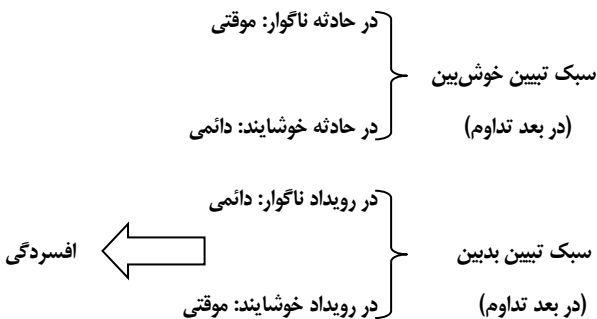 در حادثه ناگوار: موقتی
سبک تبیین خوش‌بین
(در بعد تداوم)
در حادثه خوشایند: دائمی
در رویداد ناگوار: دائمی
سبک تبیین بدبین
افسردگی
(در بعد تداوم)
در رویداد خوشایند: موقتی